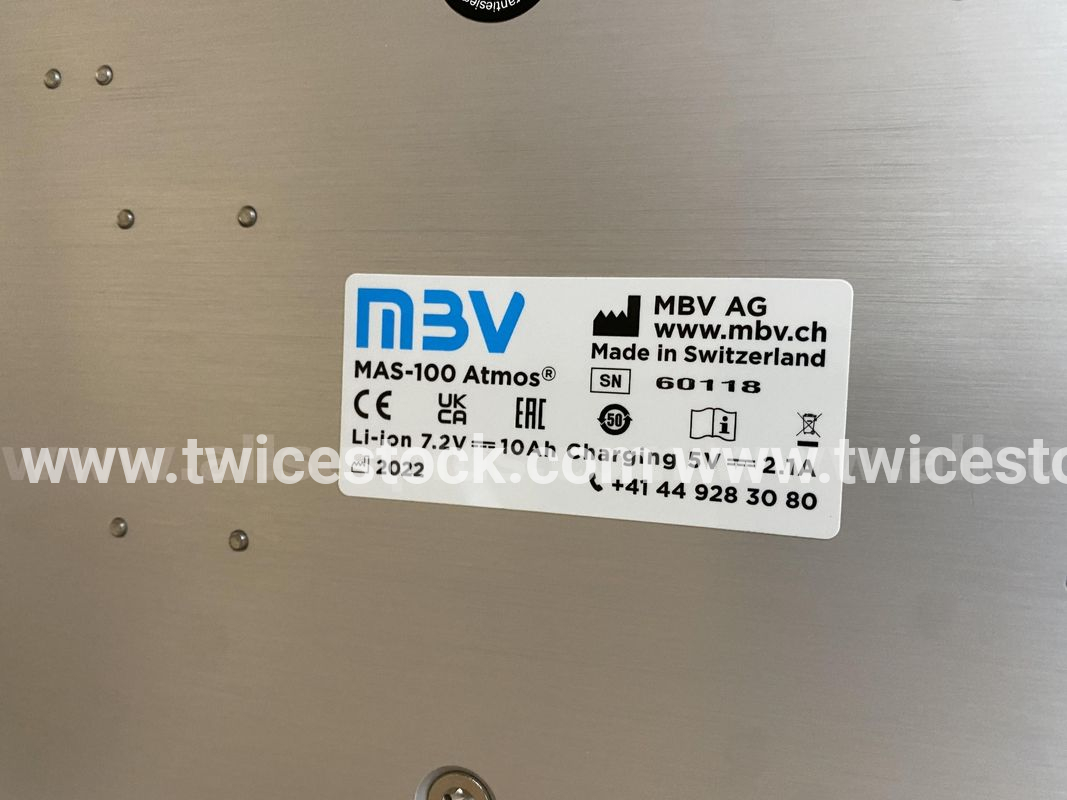 MBV
MAS-100 Atmos®
MBV AG
www.mbv.ch
Made in Switzerland
SN 60118
CE UK CA EAC 50 i
Li-ion 7.2V ⎓ 10Ah Charging 5V ⎓ 2.1A
2022
+41 44 928 30 80
www.twicestock.com www.twicesto